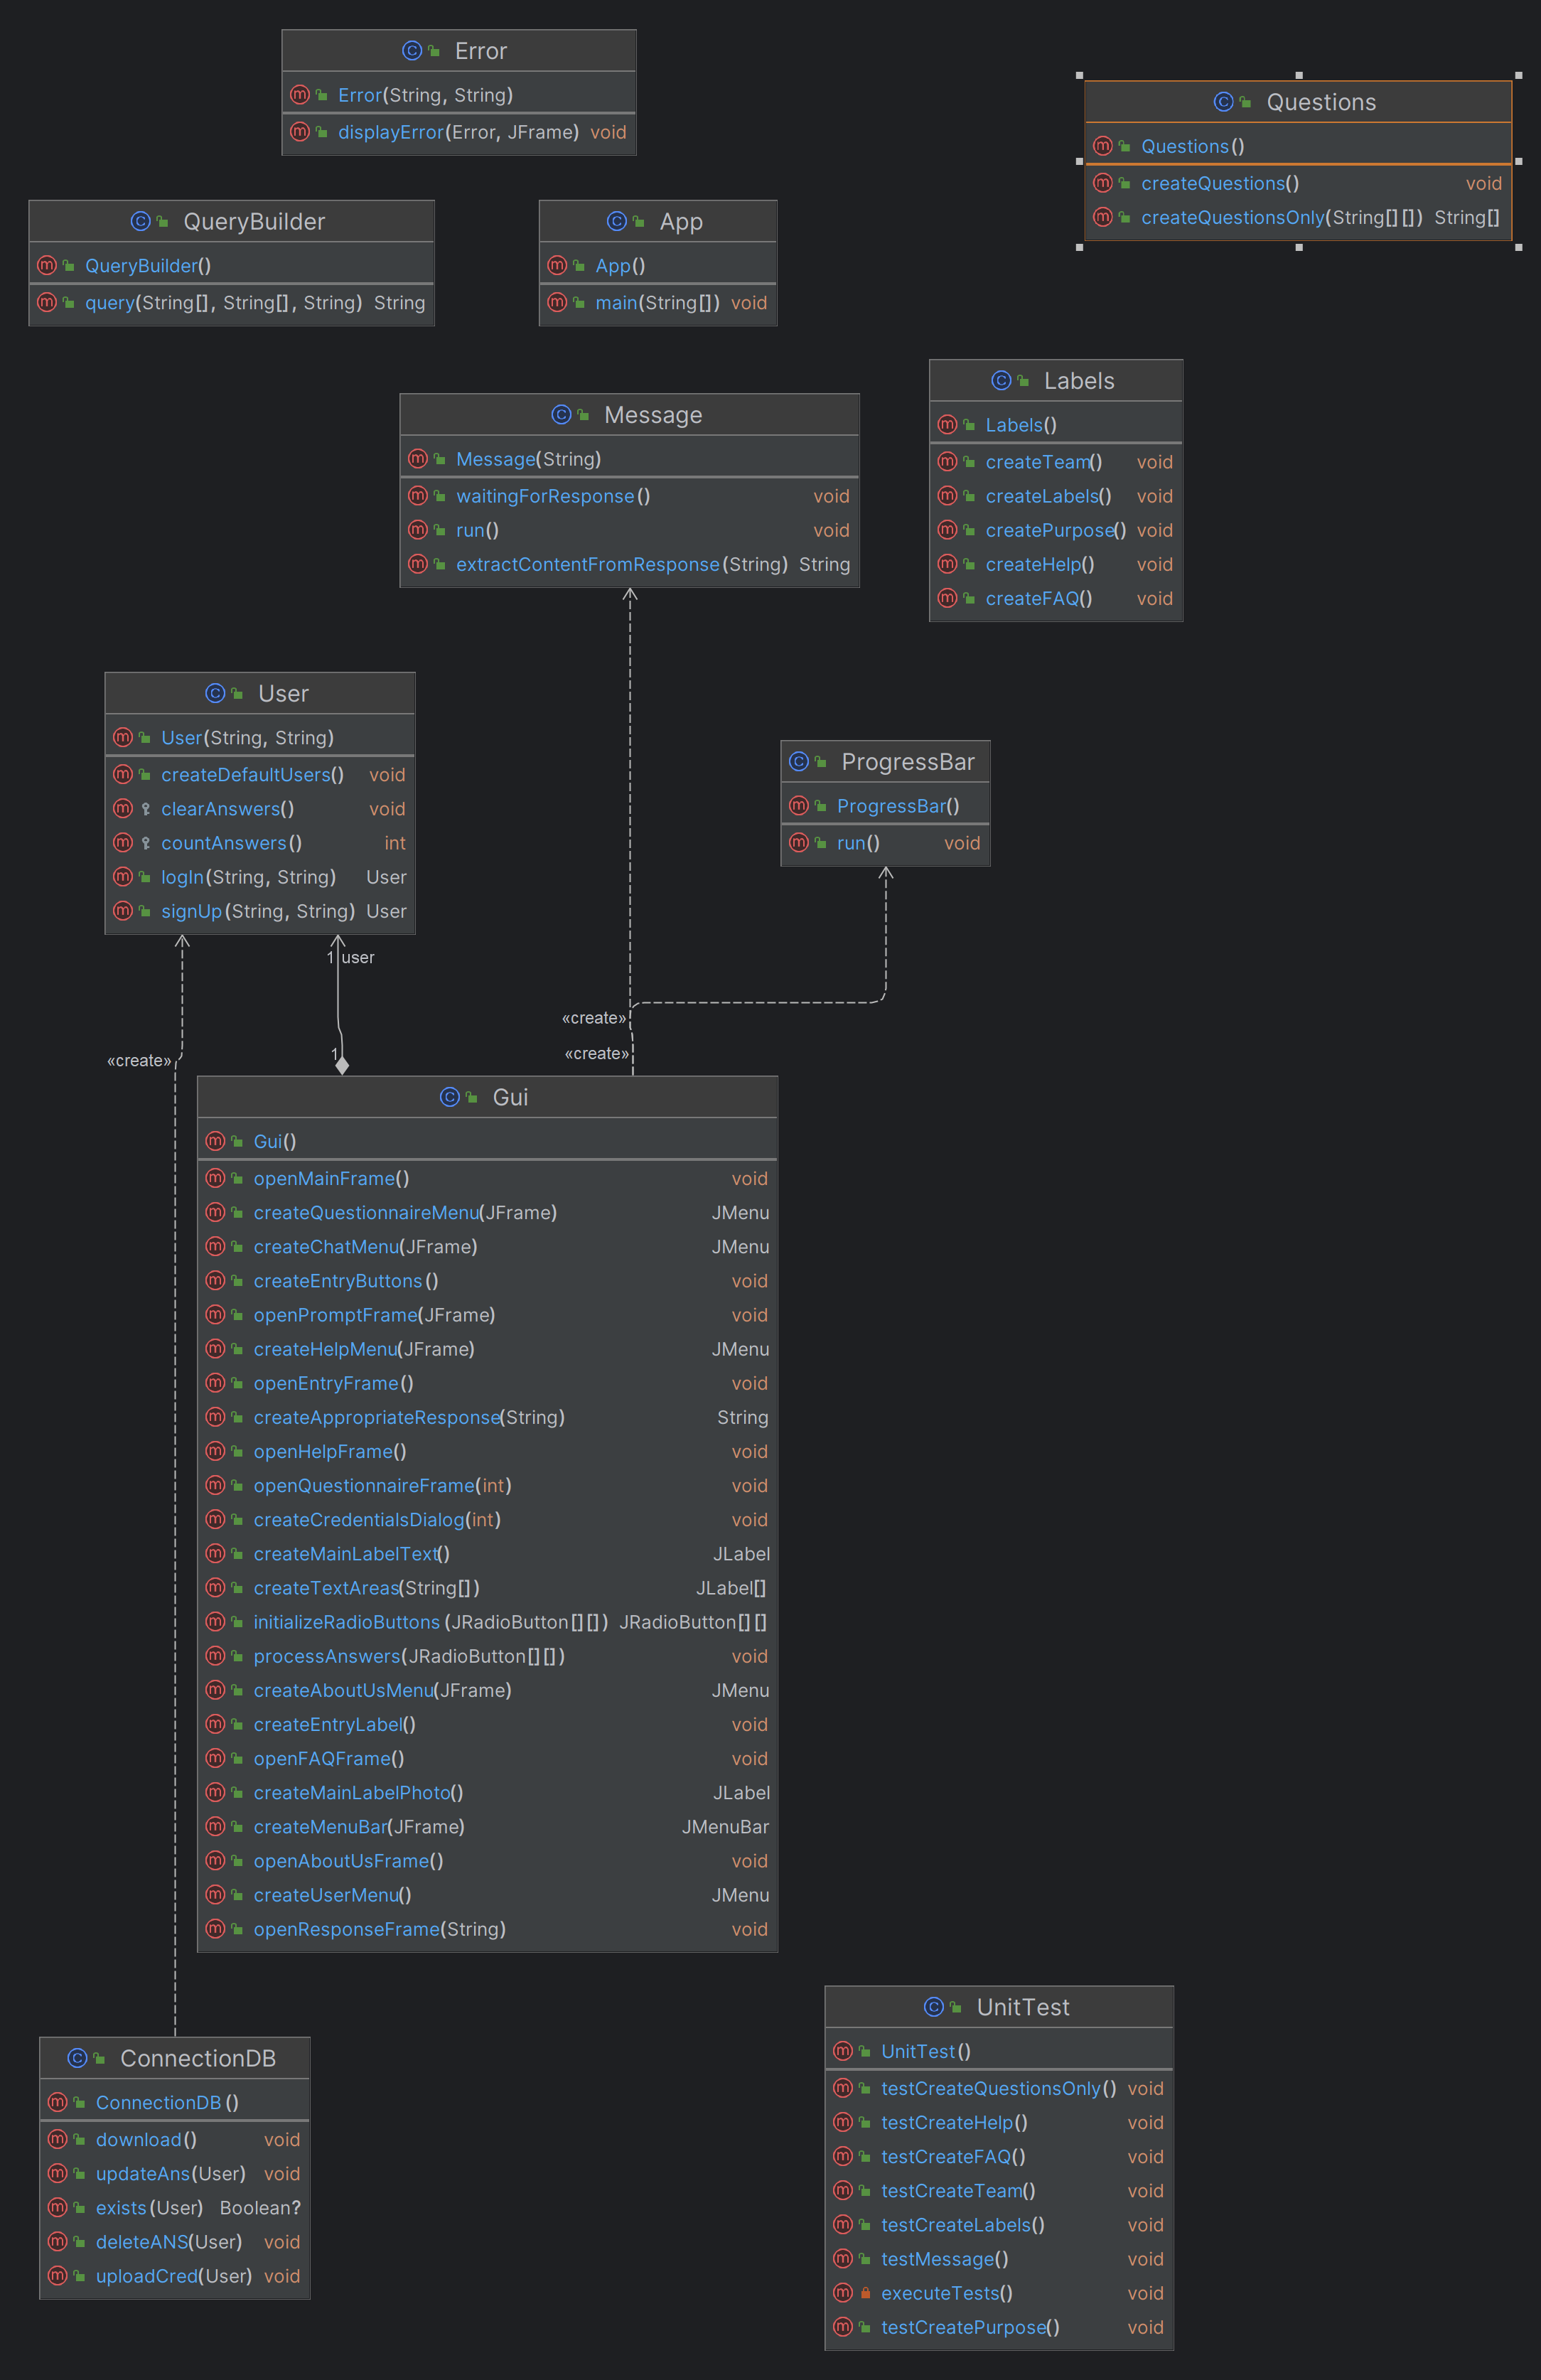 Error
Error(String, String)
displayError(Error, JFrame) void
Questions
Questions()
createQuestions() void
createQuestionsOnly(String[][]) String[]
QueryBuilder
QueryBuilder()
query(String[], String[], String) String
App
App()
main(String[]) void
Labels
Labels()
createTeam() void
createLabels() void
createPurpose() void
createHelp() void
createFAQ() void
Message
Message(String)
waitingForResponse() void
run() void
extractContentFromResponse(String) String
User
User(String, String)
createDefaultUsers() void
clearAnswers() void
countAnswers() int
logIn(String, String) User
signUp(String, String) User
ProgressBar
ProgressBar()
run() void
1 user
«create»
«create»
1
«create»
Gui
Gui()
openMainFrame() void
createQuestionnaireMenu(JFrame) JMenu
createChatMenu(JFrame) JMenu
createEntryButtons() void
openPromptFrame(JFrame) void
createHelpMenu(JFrame) JMenu
openEntryFrame() void
createAppropriateResponse(String) String
openHelpFrame() void
openQuestionnaireFrame(int) void
createCredentialsDialog(int) void
createMainLabelText() JLabel
createTextAreas(String[]) JLabel[]
initializeRadioButtons(JRadioButton[][]) JRadioButton[][]
processAnswers(JRadioButton[][]) void
createAboutUsMenu(JFrame) JMenu
createEntryLabel() void
openFAQFrame() void
createMainLabelPhoto() JLabel
createMenuBar(JFrame) JMenuBar
openAboutUsFrame() void
createUserMenu() JMenu
openResponseFrame(String) void
ConnectionDB
ConnectionDB()
download() void
updateAns(User) void
exists(User) Boolean?
deleteANS(User) void
uploadCred(User) void
UnitTest
UnitTest()
testCreateQuestionsOnly() void
testCreateHelp() void
testCreateFAQ() void
testCreateTeam() void
testCreateLabels() void
testMessage() void
executeTests() void
testCreatePurpose() void